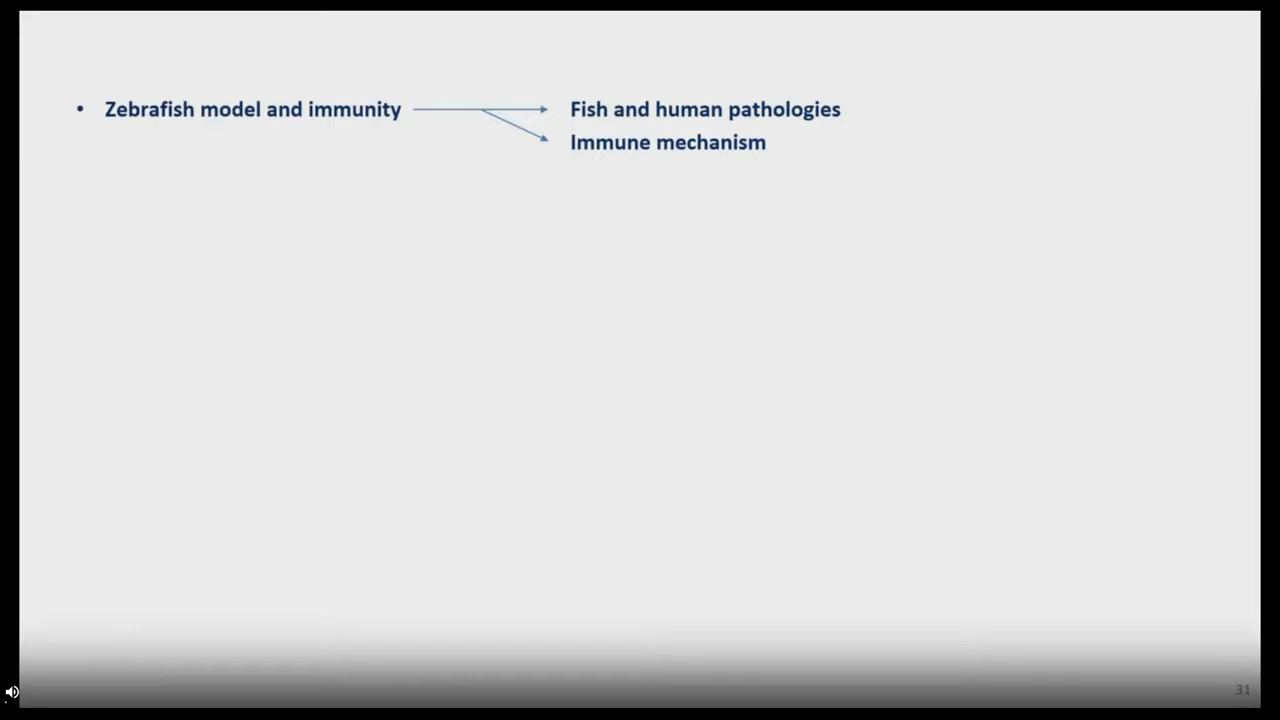 • Zebrafish model and immunity Fish and human pathologies
Immune mechanism
31